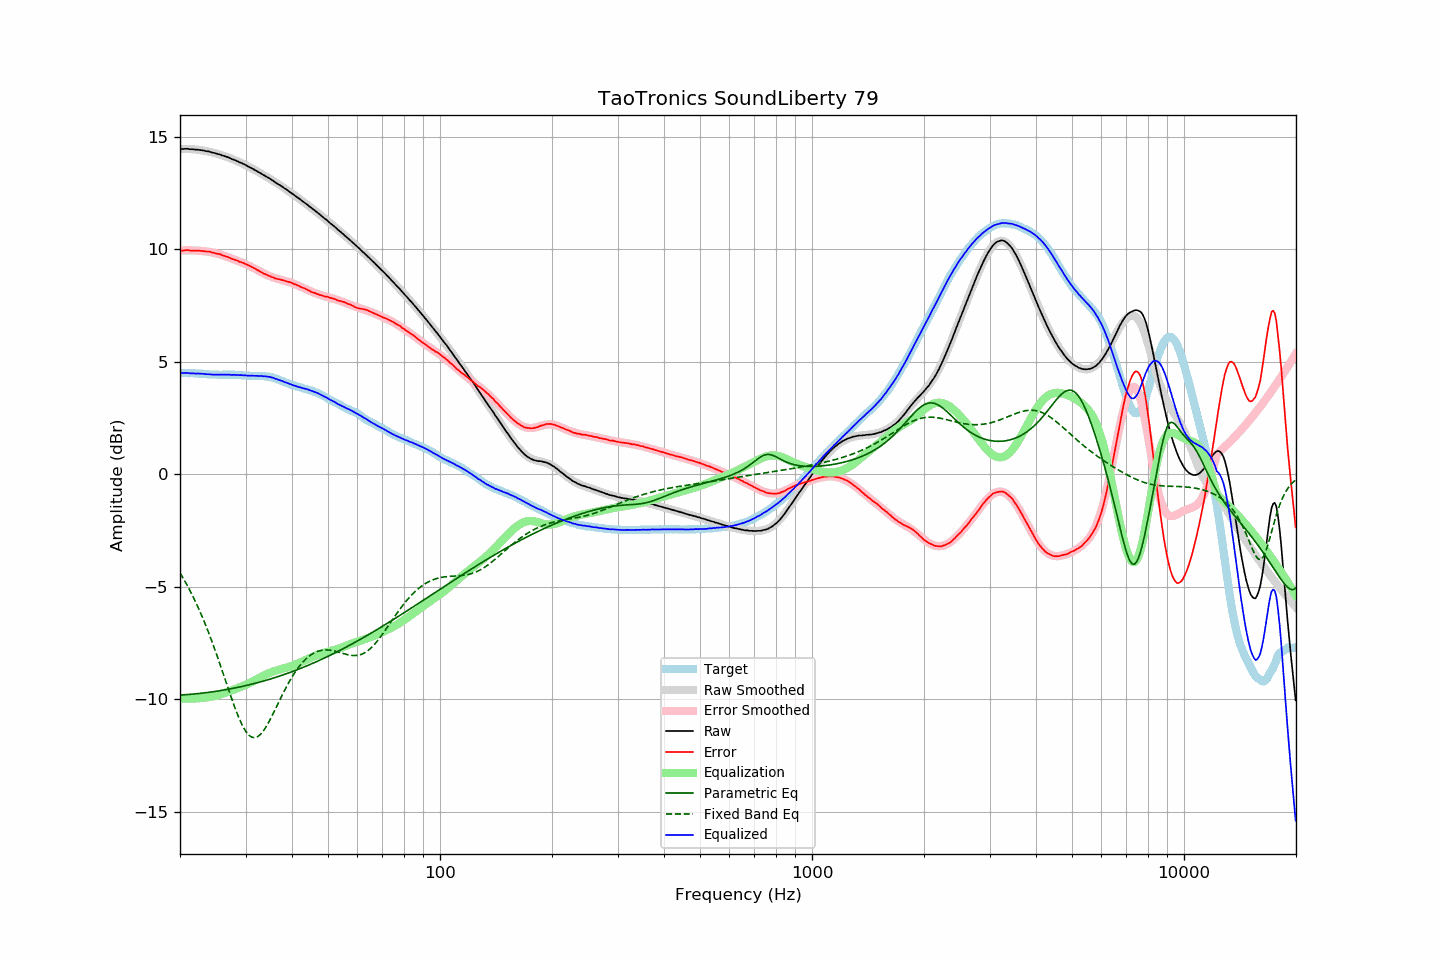 TaoTronics SoundLiberty 79
15
10
5
0
−5
−10
−15
Amplitude (dBr)
Target
Raw Smoothed
Error Smoothed
Raw
Error
Equalization
Parametric Eq
Fixed Band Eq
Equalized
100 1000 10000
Frequency (Hz)